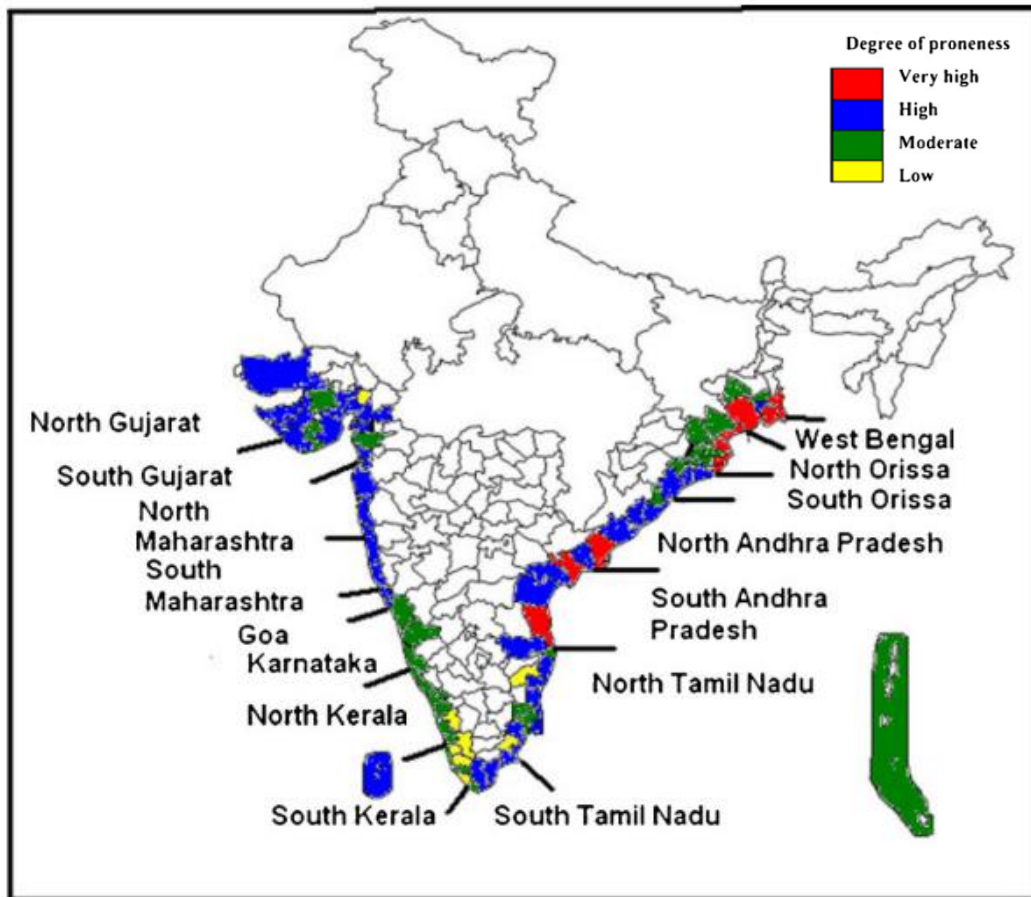 Degree of proneness
Very high
High
Moderate
Low
North Gujarat
South Gujarat
North
Maharashtra
South
Maharashtra
Goa
Karnataka
North Kerala
South Kerala
South Tamil Nadu
North Tamil Nadu
South Andhra
Pradesh
North Andhra Pradesh
South Orissa
North Orissa
West Bengal